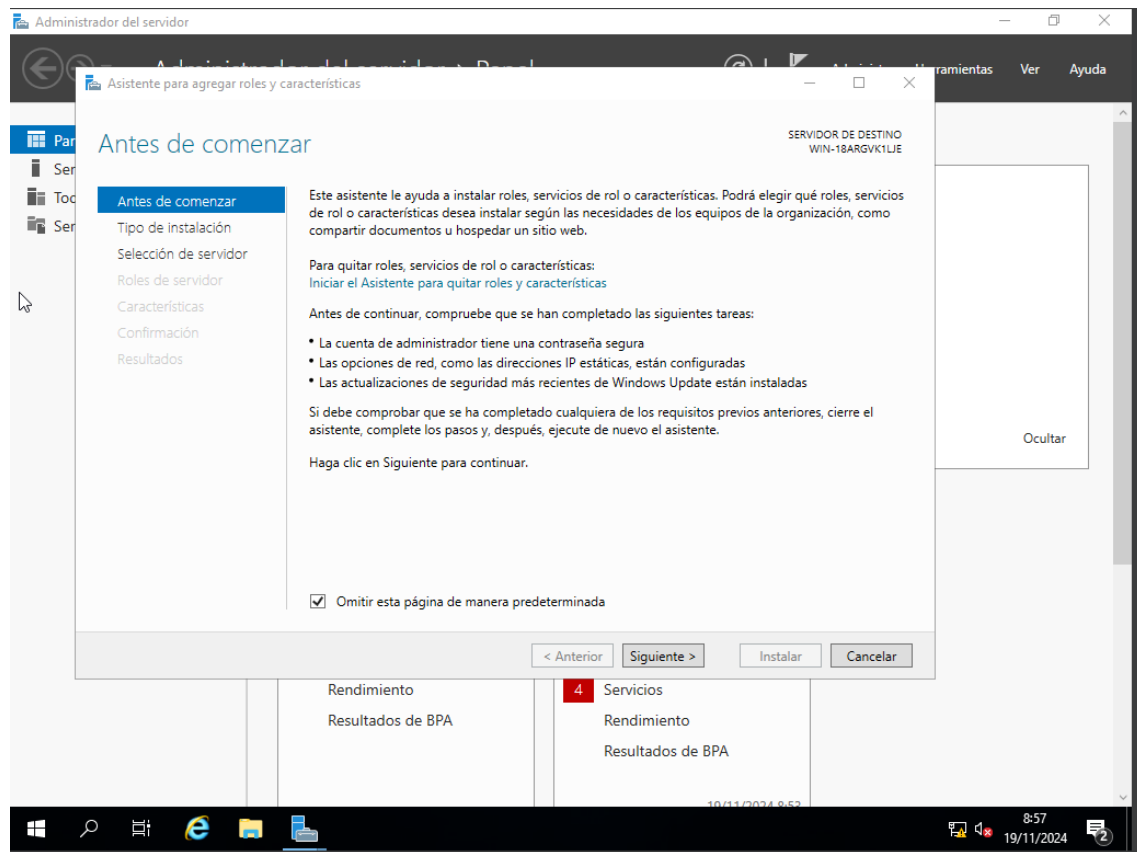 Administrador del servidor
ramientas
Ver
Ayuda
Asistente para agregar roles y características
Antes de comenzar
SERVIDOR DE DESTINO
WIN-18ARGVK1LJE
Par
Ser
Toc
Ser
Antes de comenzar
Tipo de instalación
Selección de servidor
Roles de servidor
Características
Confirmación
Resultados
Este asistente le ayuda a instalar roles, servicios de rol o características. Podrá elegir qué roles, servicios
de rol o características desea instalar según las necesidades de los equipos de la organización, como
compartir documentos u hospedar un sitio web.
Para quitar roles, servicios de rol o características:
Iniciar el Asistente para quitar roles y características
Antes de continuar, compruebe que se han completado las siguientes tareas:
• La cuenta de administrador tiene una contraseña segura
• Las opciones de red, como las direcciones IP estáticas, están configuradas
• Las actualizaciones de seguridad más recientes de Windows Update están instaladas
Si debe comprobar que se ha completado cualquiera de los requisitos previos anteriores, cierre el
asistente, complete los pasos y, después, ejecute de nuevo el asistente.
Haga clic en Siguiente para continuar.
Omitir esta página de manera predeterminada
Ocultar
< Anterior
Siguiente >
Instalar
Cancelar
Rendimiento
Resultados de BPA
4 Servicios
Rendimiento
Resultados de BPA
19/11/2024 8:53
8:57
19/11/2024
2